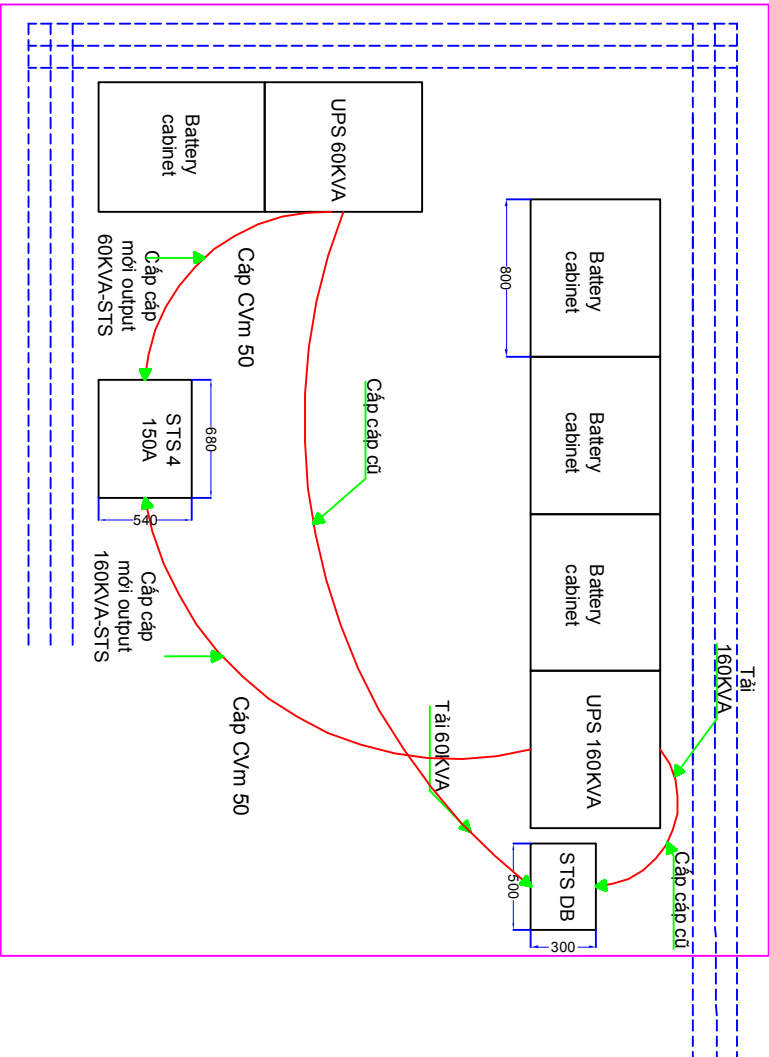 Tải
160KVA
Cấp cáp cũ
Battery
cabinet
Battery
cabinet
Battery
cabinet
UPS 160KVA
STS DB
800
500
300
Tải 60KVA
Cấp cáp cũ
UPS 60KVA
Battery
cabinet
Cáp CVm 50
Cấp cáp
mới output
60KVA-STS
680
STS 4
150A
540
Cáp CVm 50
Cấp cáp
mới output
160KVA-STS